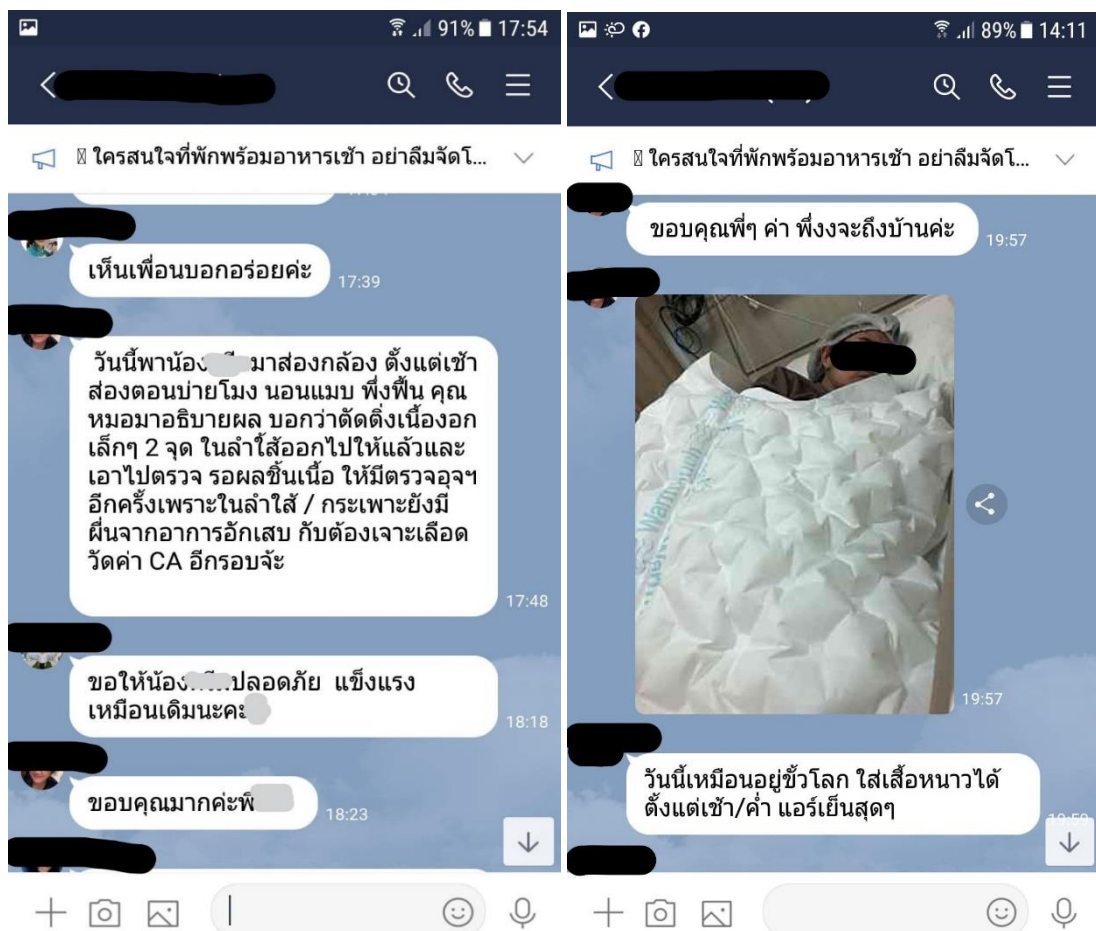 91% 17:54
ใครสนใจที่พักพร้อมอาหารเช้า อย่าลืมจัดโ...
เห็นเพื่อนบอกอร่อยค่ะ
17:39
วันนี้พาน้อง มาส่องกล้อง ตั้งแต่เช้า
ส่องตอนบ่ายโมง นอนแมบ พึ่งฟื้น คุณ
หมอมาอธิบายผล บอกว่าตัดติ่งเนื้องอก
เล็กๆ 2 จุด ในลำใส้ออกไปให้แล้วและ
เอาไปตรวจ รอผลชิ้นเนื้อ ให้มีตรวจอุจฯ
อีกครั้งเพราะในลำใส้ / กระเพาะยังมี
ผื่นจากอาการอักเสบ กับต้องเจาะเลือด
วัดค่า CA อีกรอบจ้ะ
17:48
ขอให้น้อง ปลอดภัย แข็งแรง
เหมือนเดิมนะคะ
18:18
ขอบคุณมากค่ะพี่
18:23
89% 14:11
ใครสนใจที่พักพร้อมอาหารเช้า อย่าลืมจัดโ...
ขอบคุณพี่ๆ ค่า พึ่งงจะถึงบ้านค่ะ
19:57
19:57
วันนี้เหมือนอยู่ขั้วโลก ใส่เสื้อหนาวได้
ตั้งแต่เช้า/ค่ำ แอร์เย็นสุดๆ
19:59